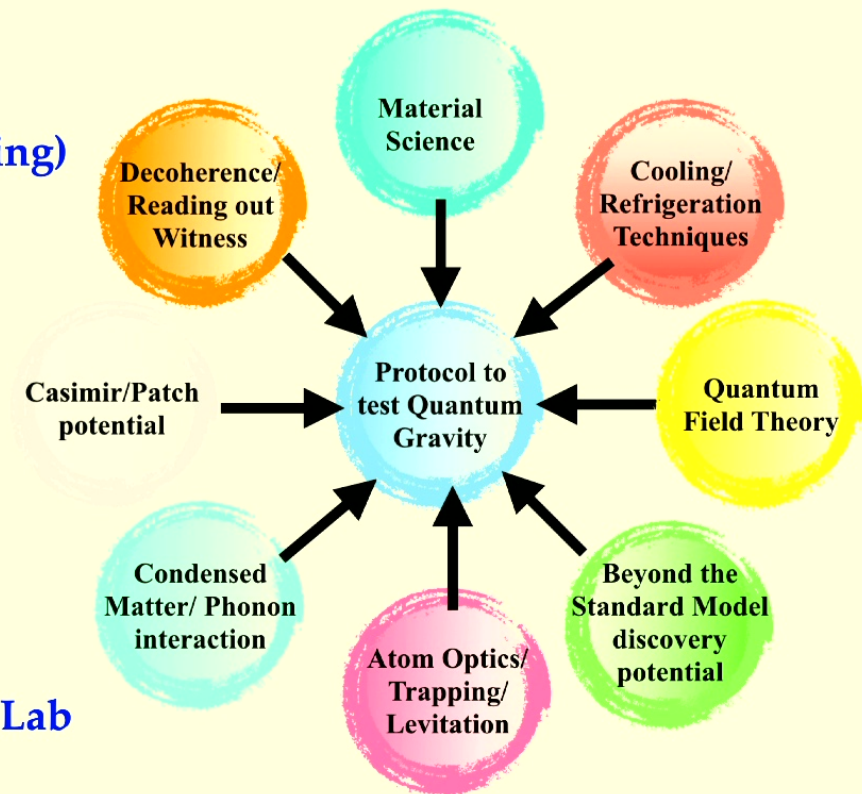 ing)
Material
Science
Decoherence/
Reading out
Witness
Cooling/
Refrigeration
Techniques
Casimir/Patch
potential
Protocol to
test Quantum
Gravity
Quantum
Field Theory
Condensed
Matter/ Phonon
interaction
Beyond the
Standard Model
discovery
potential
Atom Optics/
Trapping/
Levitation
Lab